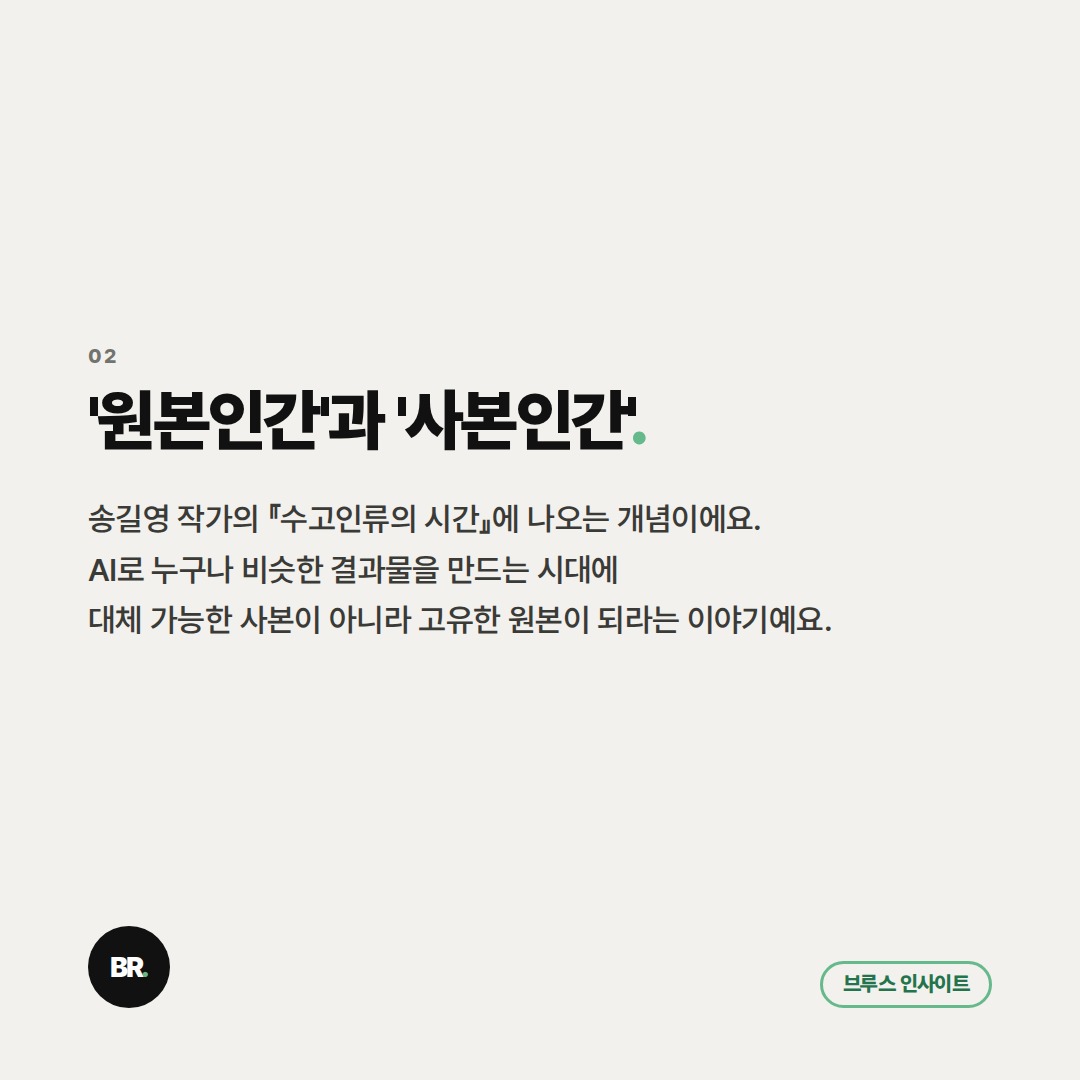 02
'원본인간'과 '사본인간'.
송길영 작가의 『수고인류의 시간』에 나오는 개념이에요.
AI로 누구나 비슷한 결과물을 만드는 시대에
대체 가능한 사본이 아니라 고유한 원본이 되라는 이야기예요.
BR.
브루스 인사이트